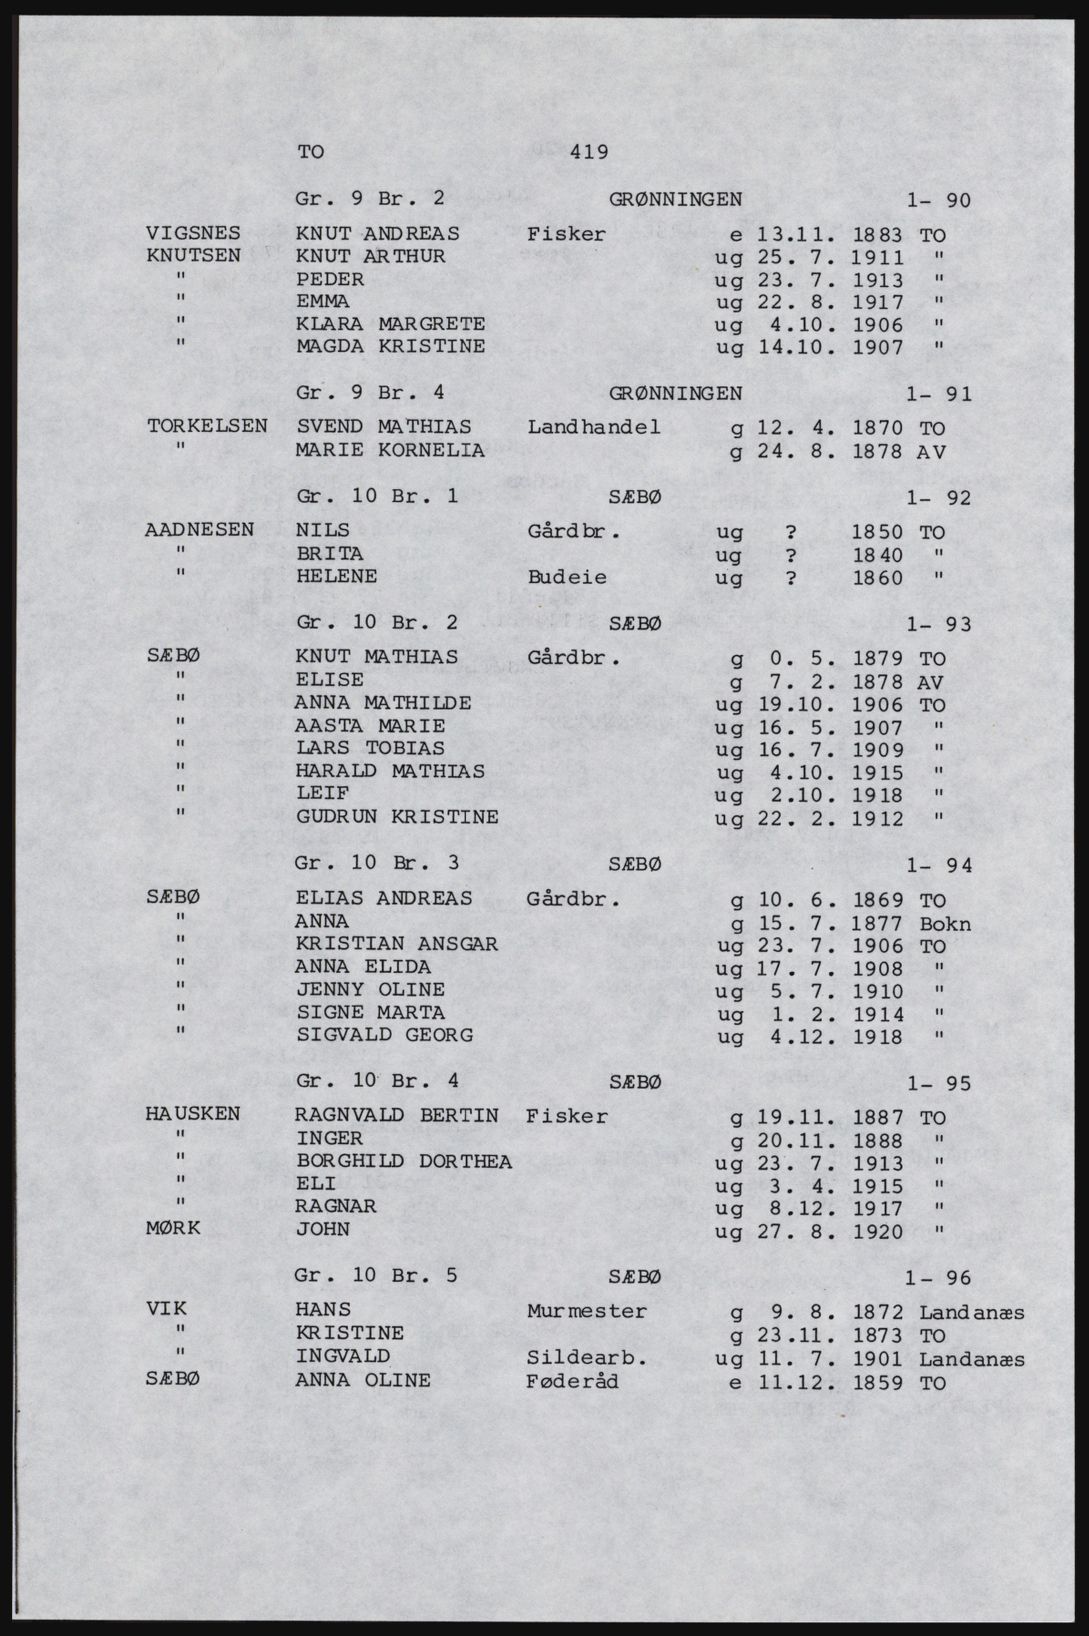 TO 419
Gr. 9 Br. 2 GRØNNINGEN 1- 90
VIGSNES KNUT ANDREAS Fisker e 13.11. 1883 TO
KNUTSEN KNUT ARTHUR ug 25. 7. 1911 "
" PEDER ug 23. 7. 1913 "
" EMMA ug 22. 8. 1917 "
" KLARA MARGRETE ug 4.10. 1906 "
" MAGDA KRISTINE ug 14.10. 1907 "
Gr. 9 Br. 4 GRØNNINGEN 1- 91
TORKELSEN SVEND MATHIAS Landhandel g 12. 4. 1870 TO
" MARIE KORNELIA g 24. 8. 1878 AV
Gr. 10 Br. 1 SÆBØ 1- 92
AADNESEN NILS Gårdbr. ug ? 1850 TO
" BRITA ug ? 1840 "
" HELENE Budeie ug ? 1860 "
Gr. 10 Br. 2 SÆBØ 1- 93
SÆBØ KNUT MATHIAS Gårdbr. g 0. 5. 1879 TO
" ELISE g 7. 2. 1878 AV
" ANNA MATHILDE ug 19.10. 1906 TO
" AASTA MARIE ug 16. 5. 1907 "
" LARS TOBIAS ug 16. 7. 1909 "
" HARALD MATHIAS ug 4.10. 1915 "
" LEIF ug 2.10. 1918 "
" GUDRUN KRISTINE ug 22. 2. 1912 "
Gr. 10 Br. 3 SÆBØ 1- 94
SÆBØ ELIAS ANDREAS Gårdbr. g 10. 6. 1869 TO
" ANNA g 15. 7. 1877 Bokn
" KRISTIAN ANSGAR ug 23. 7. 1906 TO
" ANNA ELIDA ug 17. 7. 1908 "
" JENNY OLINE ug 5. 7. 1910 "
" SIGNE MARTA ug 1. 2. 1914 "
" SIGVALD GEORG ug 4.12. 1918 "
Gr. 10 Br. 4 SÆBØ 1- 95
HAUSKEN RAGNVALD BERTIN Fisker g 19.11. 1887 TO
" INGER g 20.11. 1888 "
" BORGHILD DORTHEA ug 23. 7. 1913 "
" ELI ug 3. 4. 1915 "
" RAGNAR ug 8.12. 1917 "
MØRK JOHN ug 27. 8. 1920 "
Gr. 10 Br. 5 SÆBØ 1- 96
VIK HANS Murmester g 9. 8. 1872 Landanæs
" KRISTINE g 23.11. 1873 TO
" INGVALD Sildearb. ug 11. 7. 1901 Landanæs
SÆBØ ANNA OLINE Føderåd e 11.12. 1859 TO